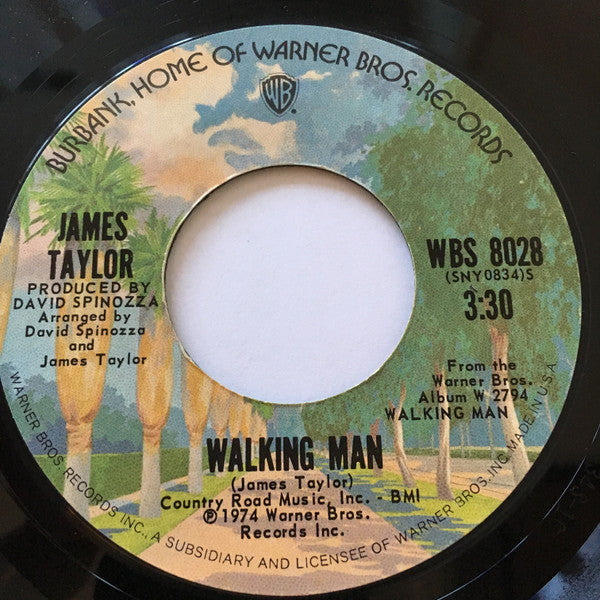 BURBANK, HOME OF WARNER BROS. RECORDS
WB
JAMES
TAYLOR
PRODUCED BY
DAVID SPINOZZA
Arranged by
David Spinozza
and
James Taylor
WBS 8028
(SNY0834)S
3:30
From the
Warner Bros.
Album W 2794
WALKING MAN
WALKING MAN
(James Taylor)
Country Road Music, Inc. - BMI
℗1974 Warner Bros.
Records Inc.
WARNER BROS. RECORDS INC., A SUBSIDIARY AND LICENSEE OF WARNER BROS. INC. MADE IN U.S.A.